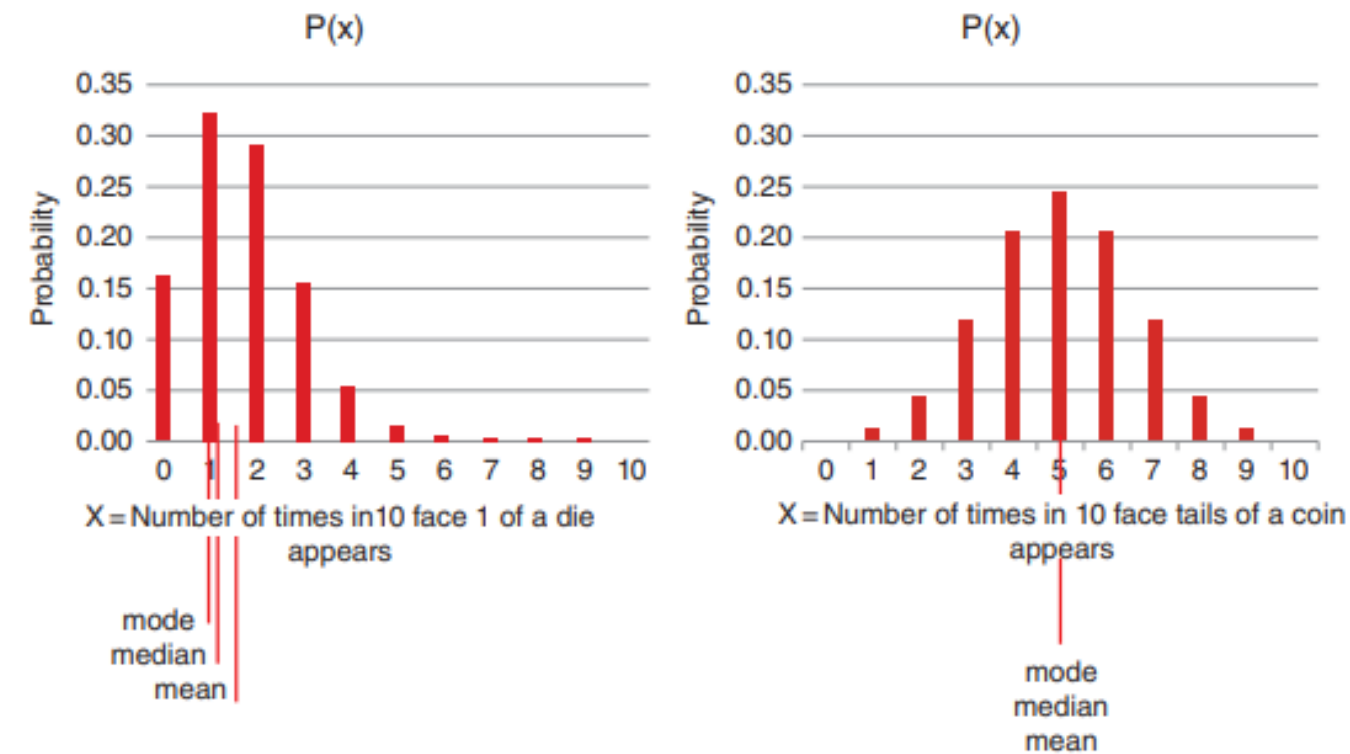 P(x)
0.35
0.30
0.25
0.20
0.15
0.10
0.05
0.00
Probability
0 1 2 3 4 5 6 7 8 9 10
X=Number of times in10 face 1 of a die
appears
mode
median
mean
P(x)
0.35
0.30
0.25
0.20
0.15
0.10
0.05
0.00
Probability
0 1 2 3 4 5 6 7 8 9 10
X=Number of times in 10 face tails of a coin
appears
mode
median
mean